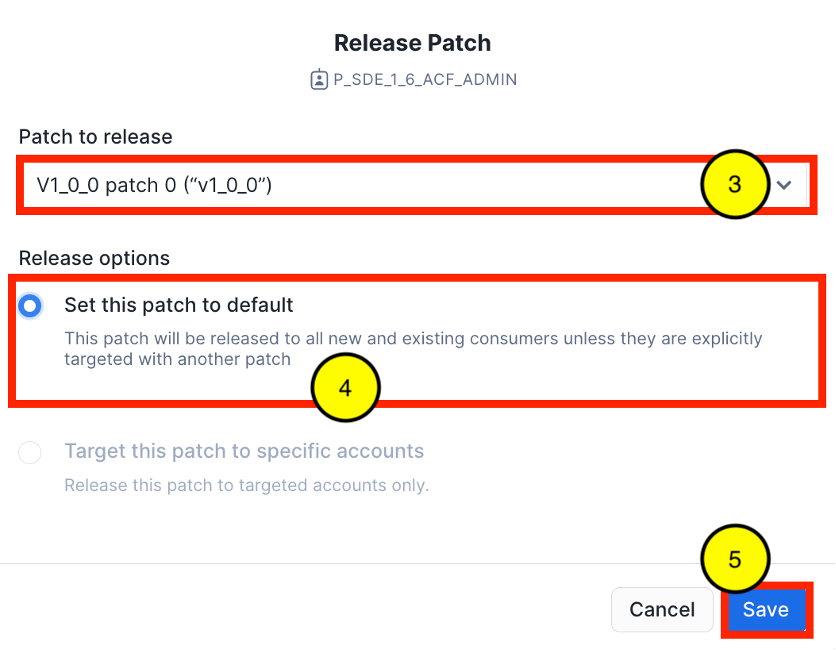 Release Patch
P_SDE_1_6_ACF_ADMIN
Patch to release
V1_0_0 patch 0 (“v1_0_0”)
3
Release options
Set this patch to default
This patch will be released to all new and existing consumers unless they are explicitly
targeted with another patch
4
Target this patch to specific accounts
Release this patch to targeted accounts only.
5
Cancel
Save